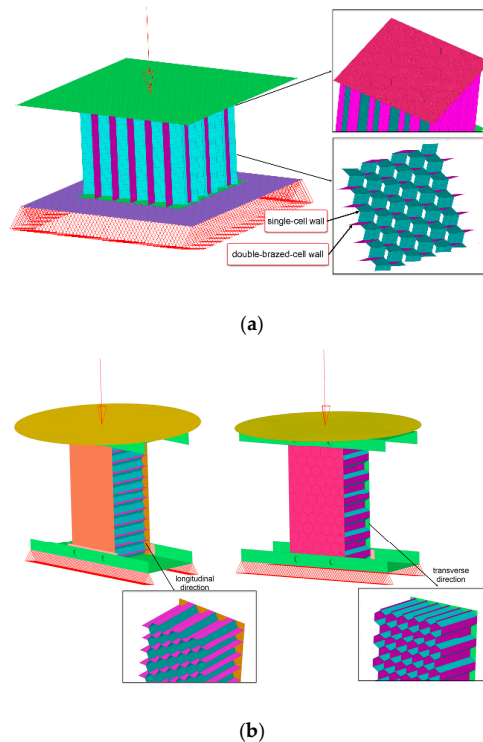 single-cell wall
double-brazed-cell wall
(a)
longitudinal
direction
transverse
direction
(b)